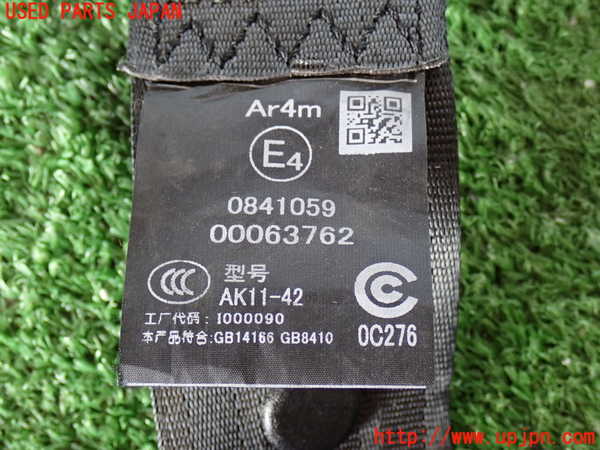 USED PARTS JAPAN
Ar4m
E4
0841059
00063762
CCC
型号
AK11-42
工厂代码：I000090
本产品符合:GB14166 GB8410
0C276
http://www.upjpn.com/